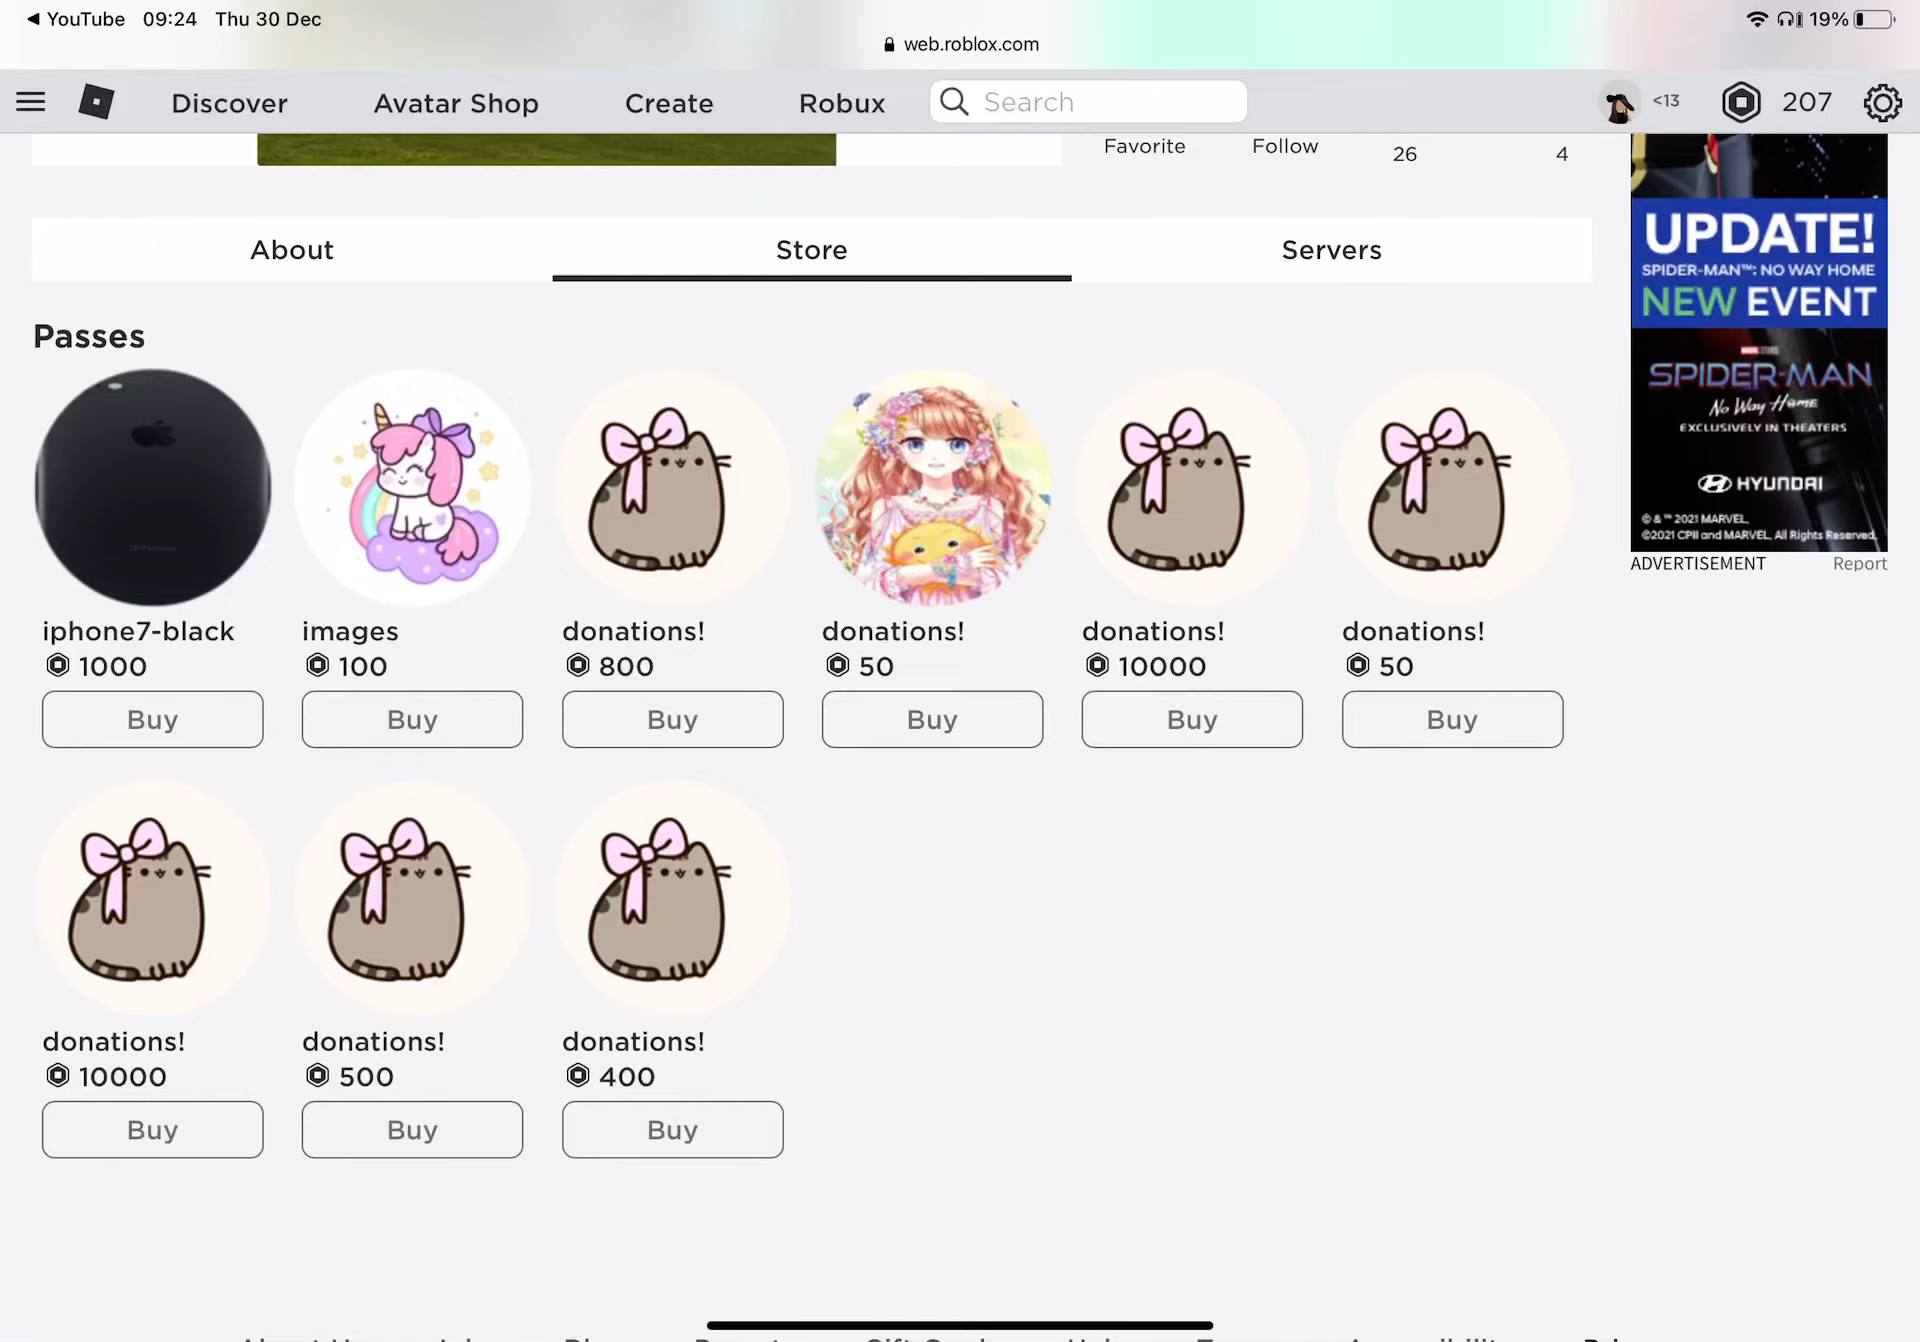 YouTube 09:24 Thu 30 Dec 19%
web.roblox.com
Discover Avatar Shop Create Robux Search <13 207
Favorite Follow 26 4
About Store Servers
Passes
iphone7-black
1000
Buy
images
100
Buy
donations!
800
Buy
donations!
50
Buy
donations!
10000
Buy
donations!
50
Buy
donations!
10000
Buy
donations!
500
Buy
donations!
400
Buy
UPDATE!
SPIDER-MAN™: NO WAY HOME
NEW EVENT
SPIDER-MAN
No Way Home
EXCLUSIVELY IN THEATERS
HYUNDAI
© & ™ 2021 MARVEL.
©2021 CPII and MARVEL, All Rights Reserved.
ADVERTISEMENT Report